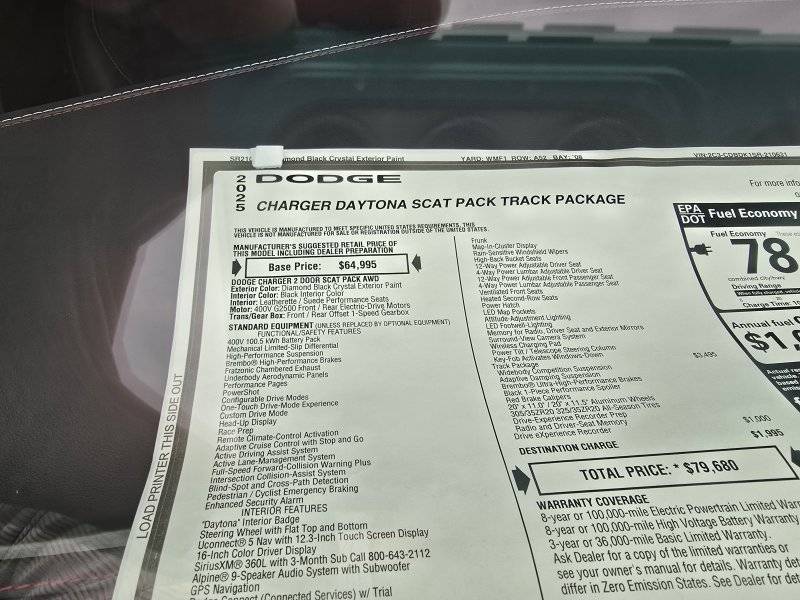 Diamond Black Crystal Exterior Paint YARD: WMF1 ROW: A52 BAY: '08
2025
DODGE
CHARGER DAYTONA SCAT PACK TRACK PACKAGE
THIS VEHICLE IS MANUFACTURED TO MEET SPECIFIC UNITED STATES REQUIREMENTS. THIS
VEHICLE IS NOT MANUFACTURED FOR SALE OR REGISTRATION OUTSIDE OF THE UNITED STATES.
MANUFACTURER'S SUGGESTED RETAIL PRICE OF
THIS MODEL INCLUDING DEALER PREPARATION
Base Price: $64,995
DODGE CHARGER 2 DOOR SCAT PACK AWD
Exterior Color: Diamond Black Crystal Exterior Paint
Interior Color: Black Interior Color
Interior: Leatherette / Suede Performance Seats
Motor: 400V G2500 Front / Rear Electric-Drive Motors
Trans/Gear Box: Front / Rear Offset 1-Speed Gearbox
STANDARD EQUIPMENT (UNLESS REPLACED BY OPTIONAL EQUIPMENT)
FUNCTIONAL/SAFETY FEATURES
400V 100.5 kWh Battery Pack
Mechanical Limited-Slip Differential
High-Performance Suspension
Brembo® High-Performance Brakes
Fratzonic Chambered Exhaust
Underbody Aerodynamic Panels
Performance Pages
PowerShot
Configurable Drive Modes
One-Touch Drive-Mode Experience
Custom Drive Mode
Head-Up Display
Race Prep
Remote Climate-Control Activation
Adaptive Cruise Control with Stop and Go
Active Driving Assist System
Active Lane-Management System
Full-Speed Forward-Collision Warning Plus
Intersection Collision-Assist System
Blind-Spot and Cross-Path Detection
Pedestrian / Cyclist Emergency Braking
Enhanced Security Alarm
INTERIOR FEATURES
"Daytona" Interior Badge
Steering Wheel with Flat Top and Bottom
Uconnect® 5 Nav with 12.3-Inch Touch Screen Display
16-Inch Color Driver Display
SiriusXM® 360L with 3-Month Sub Call 800-643-2112
Alpine® 9-Speaker Audio System with Subwoofer
GPS Navigation
Connect (Connected Services) w/ Trial
Frunk
Map-In-Cluster Display
Rain-Sensitive Windshield Wipers
High-Back Bucket Seats
12-Way Power Adjustable Driver Seat
4-Way Power Lumbar Adjustable Driver Seat
12-Way Power Adjustable Front Passenger Seat
4-Way Power Lumbar Adjustable Passenger Seat
Ventilated Front Seats
Heated Second-Row Seats
Power Hatch
LED Map Pockets
Attitude-Adjustment Lighting
LED Footwell-Lighting
Memory for Radio, Driver Seat and Exterior Mirrors
Surround-View Camera System
Wireless Charging Pad
Power Tilt / Telescope Steering Column
Key-Fob Activates Windows-Down
Track Package $3,495
Widebody Competition Suspension
Adaptive Damping Suspension
Brembo® Ultra-High-Performance Brakes
Black 1-Piece Performance Spoiler
Red Brake Calipers
20" x 11.0" / 20" x 11.5" Aluminum Wheels
305/35ZR20 325/35ZR20 All-Season Tires
Drive-Experience Recorder Prep
Radio and Driver-Seat Memory
Drive eXperience Recorder $1,000
DESTINATION CHARGE $1,995
TOTAL PRICE: * $79,680
WARRANTY COVERAGE
8-year or 100,000-mile Electric Powertrain Limited
8-year or 100,000-mile High Voltage Battery Warranty
3-year or 36,000-mile Basic Limited Warranty.
Ask Dealer for a copy of the limited warranties or
see your owner's manual for details. Warranty
differ in Zero Emission States. See Dealer for
For more info
EPA
DOT
Fuel Economy
Fuel Economy
78
combined city/hwy
Driving Range
Charge Time:
Annual fuel
$1,
LOAD PRINTER THIS SIDE OUT